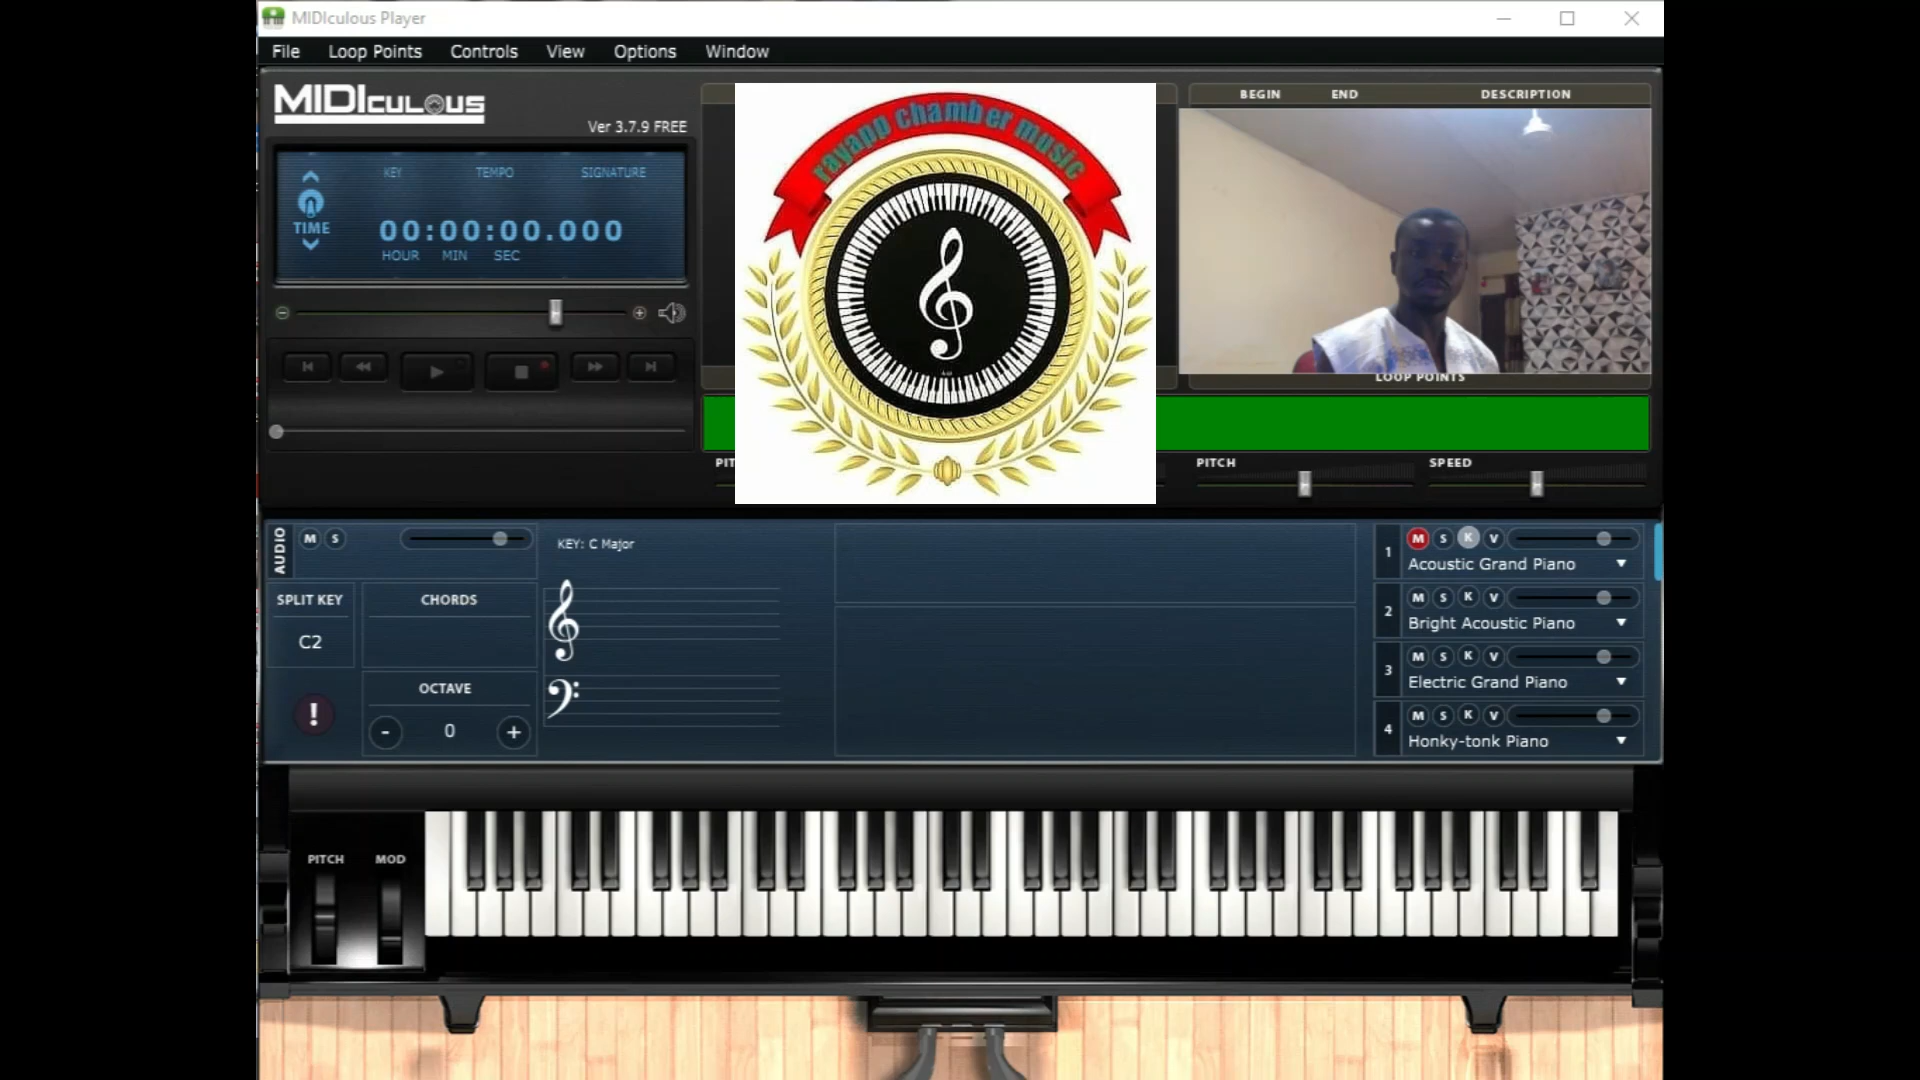 MIDIculous Player
File Loop Points Controls View Options Window
MIDIculous
Ver 3.7.9 FREE
KEY TEMPO SIGNATURE
TIME
00:00:00.000
HOUR MIN SEC
rayapp chamber music
BEGIN END DESCRIPTION
LOOP POINTS
PIT
PITCH
SPEED
AUDIO
M S
KEY: C Major
SPLIT KEY
C2
CHORDS
OCTAVE
- 0 +
!
1 M S K V
Acoustic Grand Piano
2 M S K V
Bright Acoustic Piano
3 M S K V
Electric Grand Piano
4 M S K V
Honky-tonk Piano
PITCH MOD